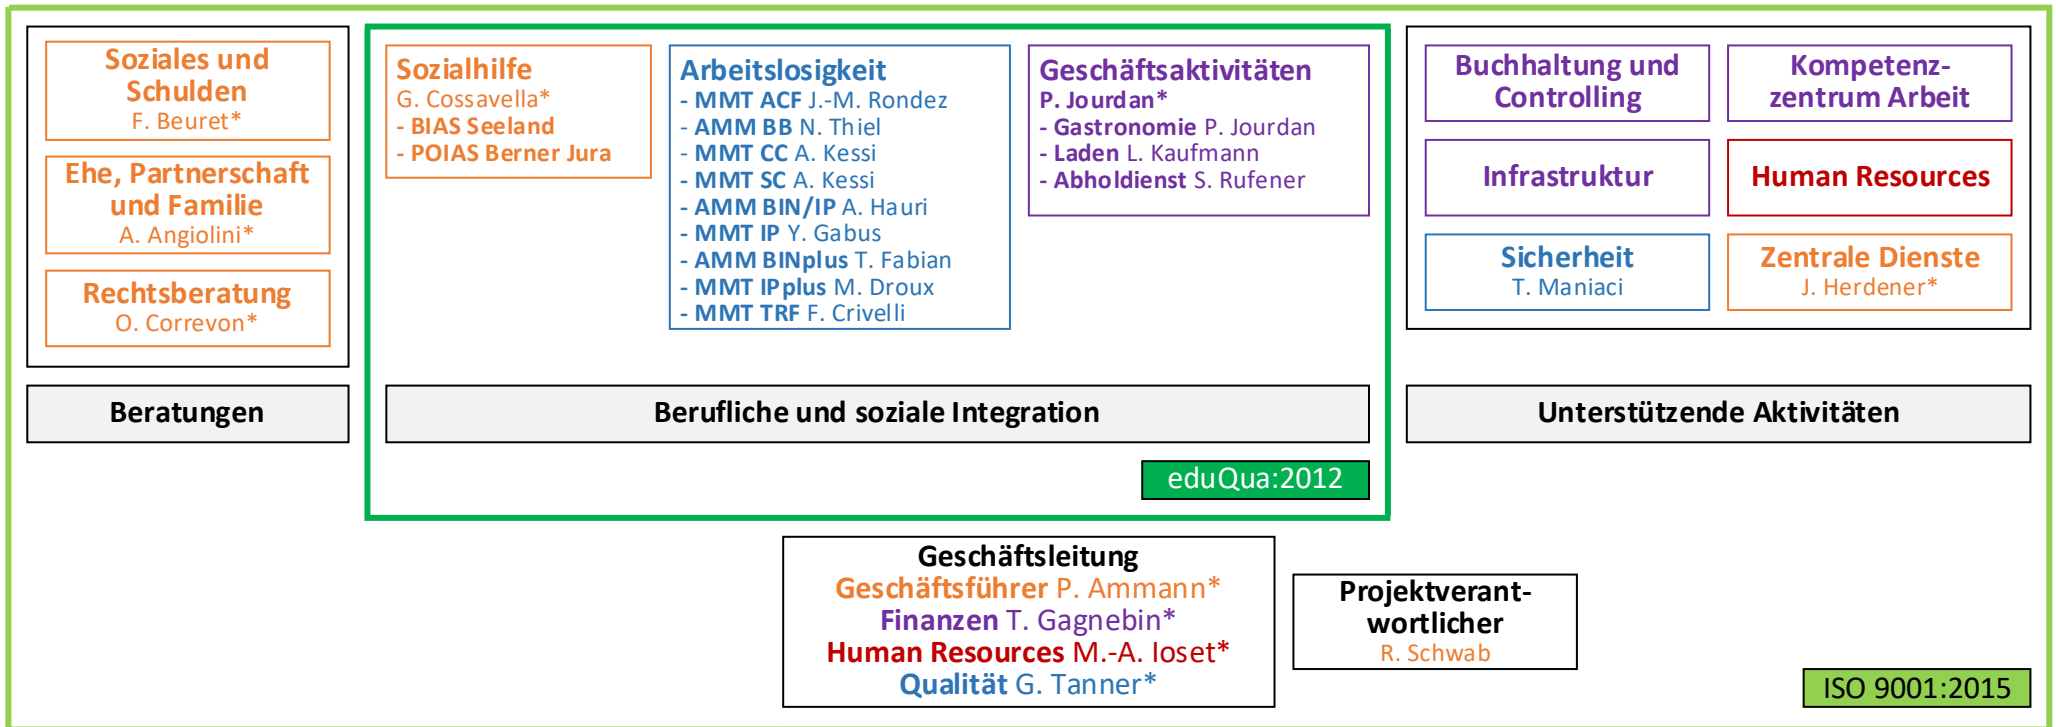 Soziales und
Schulden
F. Beuret*
Ehe, Partnerschaft
und Familie
A. Angiolini*
Rechtsberatung
O. Correvon*
Beratungen
Sozialhilfe
G. Cossavella*
- BIAS Seeland
- POIAS Berner Jura
Arbeitslosigkeit
- MMT ACF J.-M. Rondez
- AMM BB N. Thiel
- MMT CC A. Kessi
- MMT SC A. Kessi
- AMM BIN/IP A. Hauri
- MMT IP Y. Gabus
- AMM BINplus T. Fabian
- MMT IPplus M. Droux
- MMT TRF F. Crivelli
Geschäftsaktivitäten
P. Jourdan*
- Gastronomie P. Jourdan
- Laden L. Kaufmann
- Abholdienst S. Rufener
Berufliche und soziale Integration
eduQua:2012
Buchhaltung und
Controlling
Kompetenz-
zentrum Arbeit
Infrastruktur
Human Resources
Sicherheit
T. Maniaci
Zentrale Dienste
J. Herdener*
Unterstützende Aktivitäten
Geschäftsleitung
Geschäftsführer P. Ammann*
Finanzen T. Gagnebin*
Human Resources M.-A. Ioset*
Qualität G. Tanner*
Projektverant-
wortlicher
R. Schwab
ISO 9001:2015